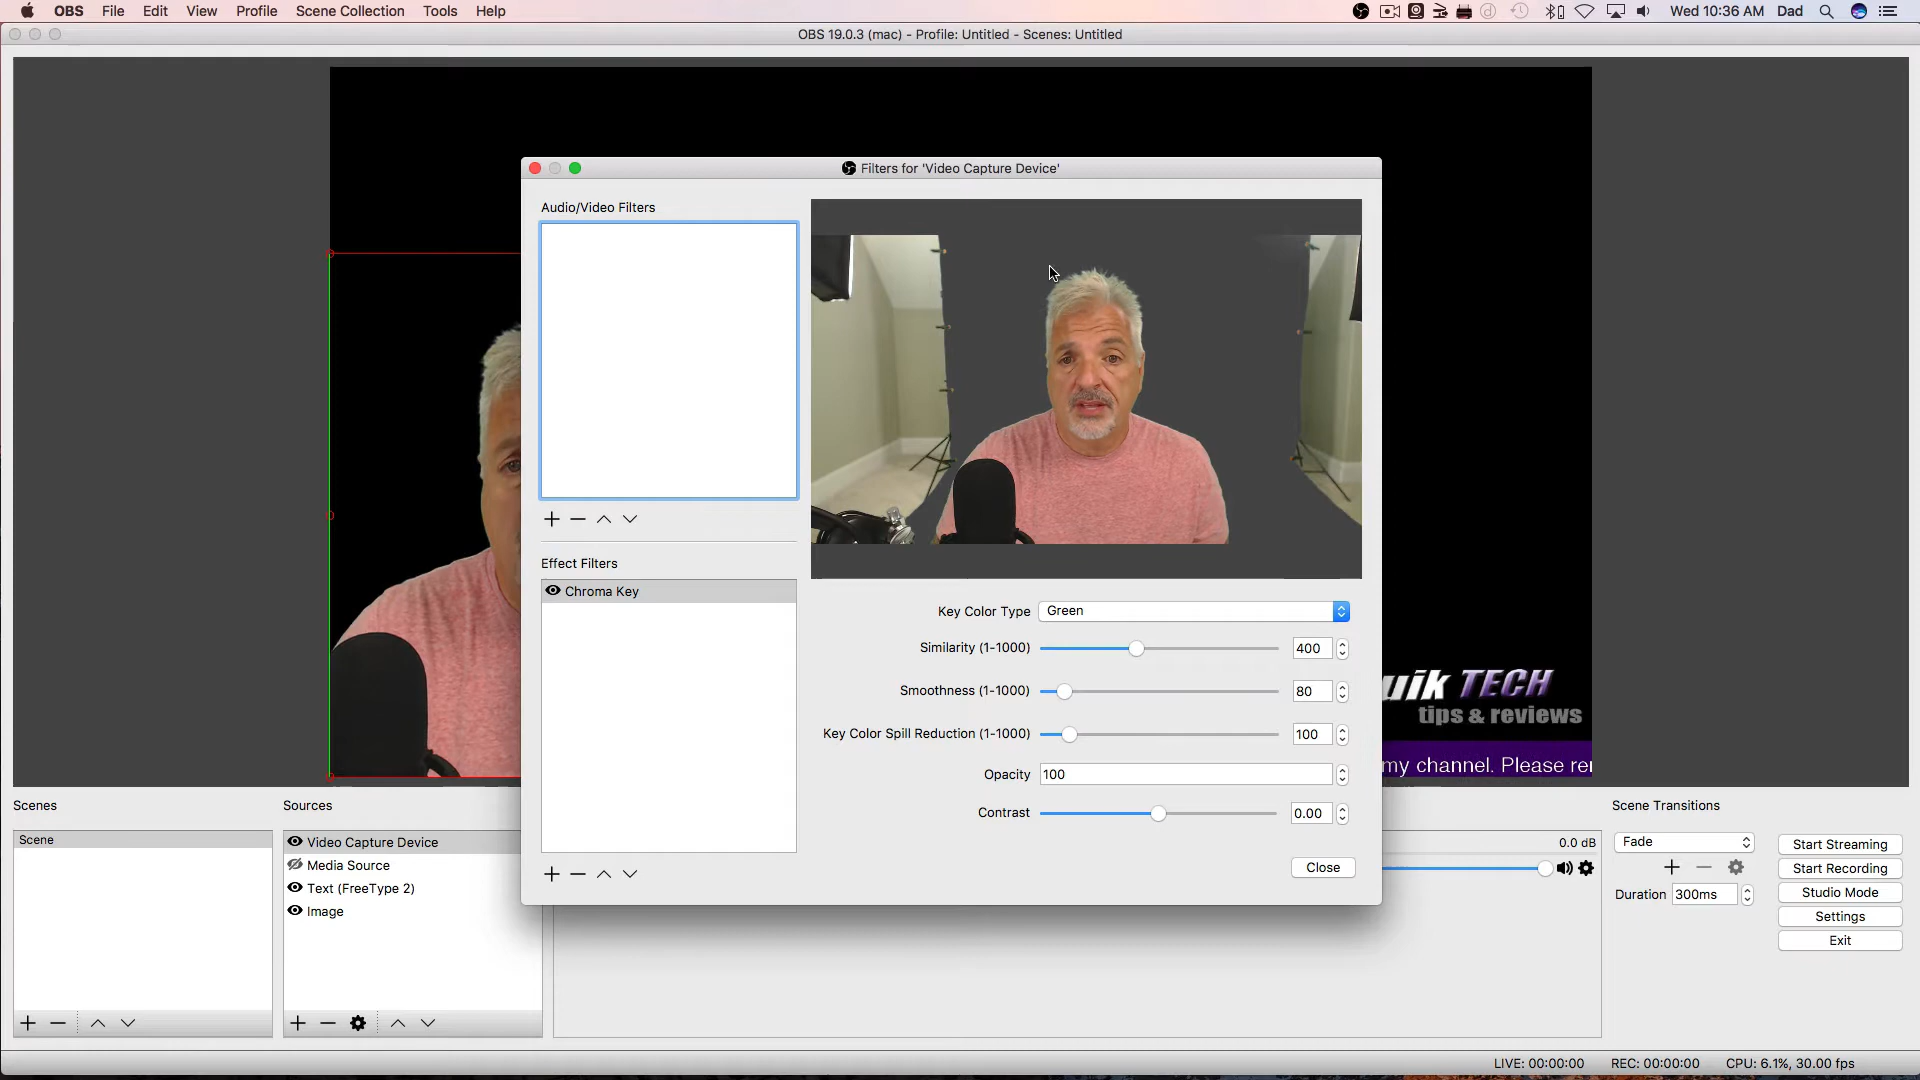 OBS File Edit View Profile Scene Collection Tools Help
Wed 10:36 AM Dad
OBS 19.0.3 (mac) - Profile: Untitled - Scenes: Untitled
Filters for 'Video Capture Device'
Audio/Video Filters
Effect Filters
Chroma Key
Key Color Type Green
Similarity (1-1000) 400
Smoothness (1-1000) 80
Key Color Spill Reduction (1-1000) 100
Opacity 100
Contrast 0.00
Close
uik TECH
tips & reviews
my channel. Please rer
Scenes
Scene
Sources
Video Capture Device
Media Source
Text (FreeType 2)
Image
0.0 dB
Scene Transitions
Fade
Duration 300ms
Start Streaming
Start Recording
Studio Mode
Settings
Exit
LIVE: 00:00:00 REC: 00:00:00 CPU: 6.1%, 30.00 fps